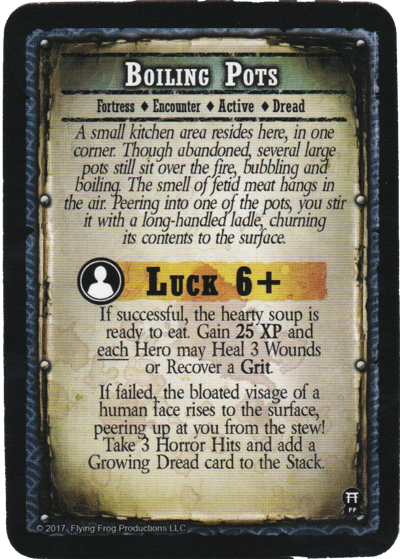 Boiling Pots
Fortress ♦ Encounter ♦ Active ♦ Dread
A small kitchen area resides here, in one
corner. Though abandoned, several large
pots still sit over the fire, bubbling and
boiling. The smell of fetid meat hangs in
the air. Peering into one of the pots, you stir
it with a long-handled ladle, churning
its contents to the surface.
Luck 6+
If successful, the hearty soup is
ready to eat. Gain 25 XP and
each Hero may Heal 3 Wounds
or Recover a Grit.
If failed, the bloated visage of a
human face rises to the surface,
peering up at you from the stew!
Take 3 Horror Hits and add a
Growing Dread card to the Stack.
FF
© 2017 Flying Frog Productions LLC